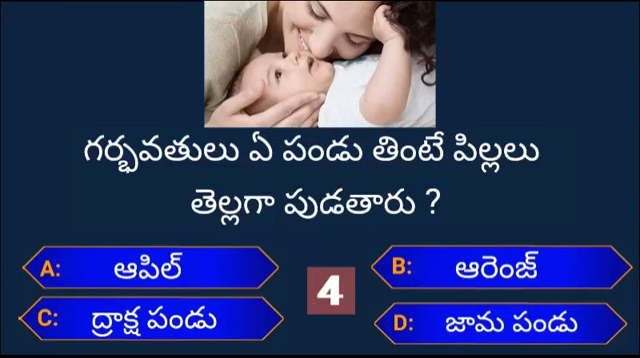 గర్భవతులు ఏ పండు తింటే పిల్లలు
తెల్లగా పుడతారు ?
A: ఆపిల్
B: ఆరెంజ్
4
C: ద్రాక్ష పండు
D: జామ పండు